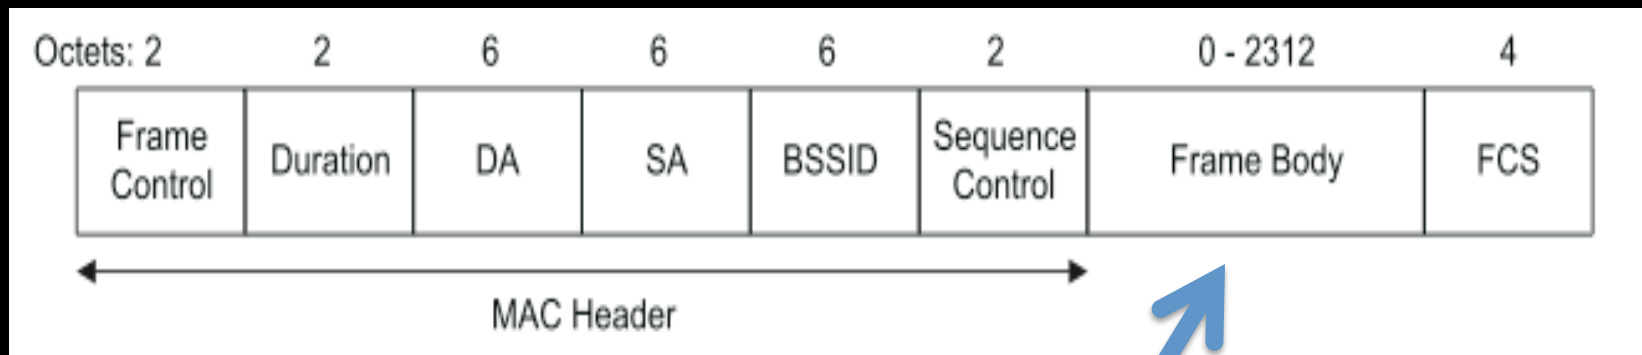 Octets: 2 2 6 6 6 2 0 - 2312 4
Frame Control Duration DA SA BSSID Sequence Control Frame Body FCS
MAC Header